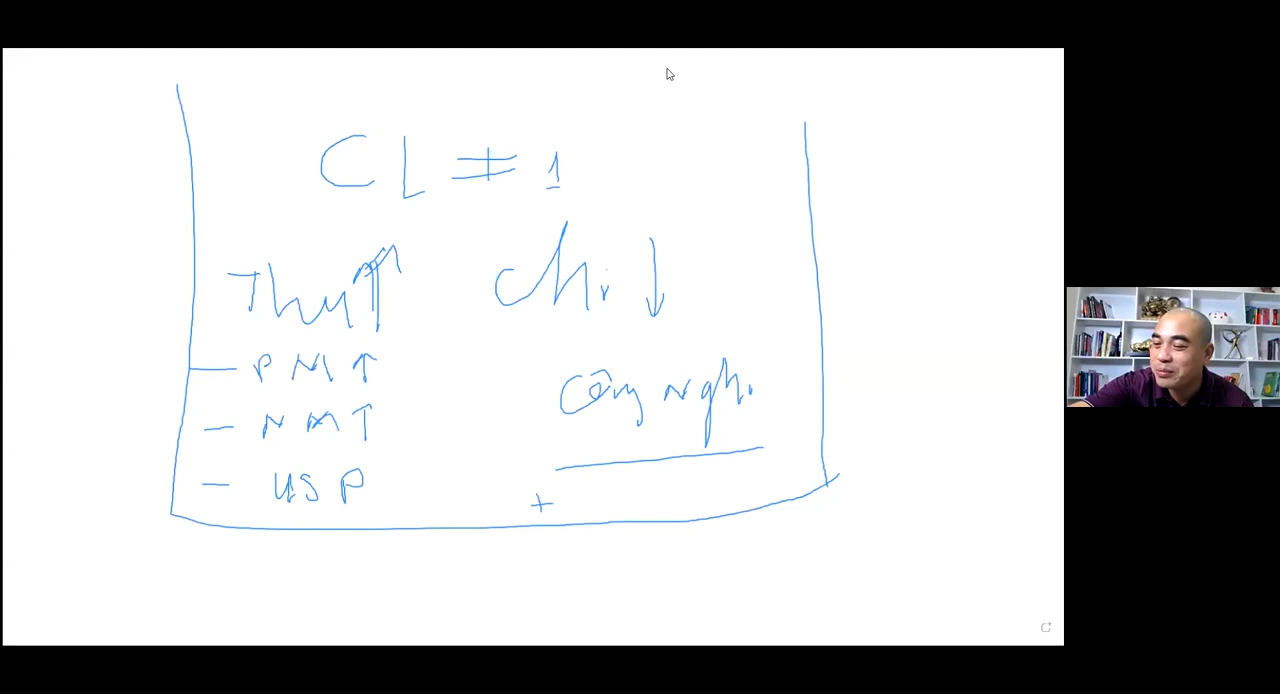 CL ≠ 1
Thu ↑ Chi ↓
- PMT ↑
- NMT ↑
Công nghệ
- USP
+